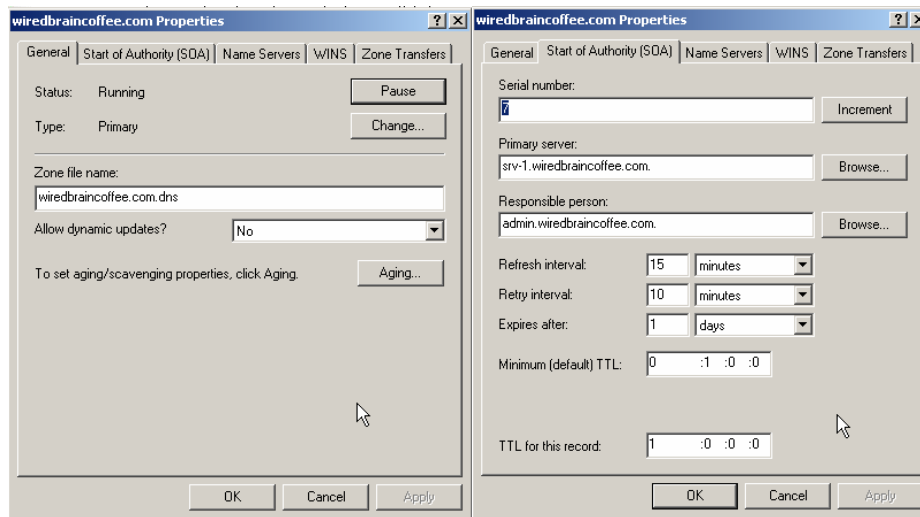 wiredbraincoffee.com Properties
General Start of Authority (SOA) Name Servers WINS Zone Transfers
Status: Running Pause
Type: Primary Change...
Zone file name:
wiredbraincoffee.com.dns
Allow dynamic updates? No
To set aging/scavenging properties, click Aging. Aging...
OK Cancel Apply
wiredbraincoffee.com Properties
General Start of Authority (SOA) Name Servers WINS Zone Transfers
Serial number:
7 Increment
Primary server:
srv-1.wiredbraincoffee.com. Browse...
Responsible person:
admin.wiredbraincoffee.com. Browse...
Refresh interval: 15 minutes
Retry interval: 10 minutes
Expires after: 1 days
Minimum (default) TTL: 0 :1 :0 :0
TTL for this record: 1 :0 :0 :0
OK Cancel Apply